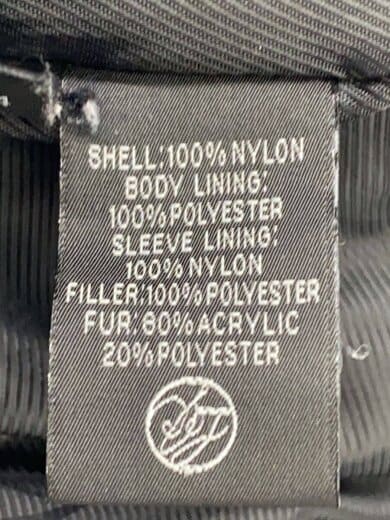 SHELL:100% NYLON
BODY LINING:
100% POLYESTER
SLEEVE LINING:
100% NYLON
FILLER:100% POLYESTER
FUR: 80% ACRYLIC
20% POLYESTER